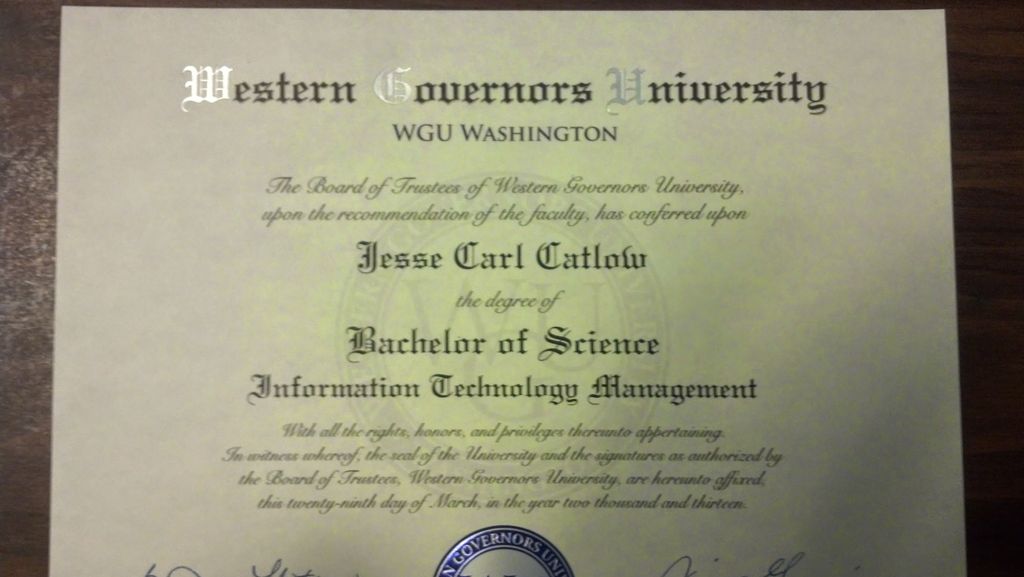 Western Governors University
WGU WASHINGTON
The Board of Trustees of Western Governors University,
upon the recommendation of the faculty, has conferred upon
Jesse Carl Catlow
the degree of
Bachelor of Science
Information Technology Management
With all the rights, honors, and privileges thereunto appertaining.
In witness whereof, the seal of the University and the signatures as authorized by
the Board of Trustees, Western Governors University, are hereunto affixed,
this twenty-ninth day of March, in the year two thousand and thirteen.
GOVERNORS